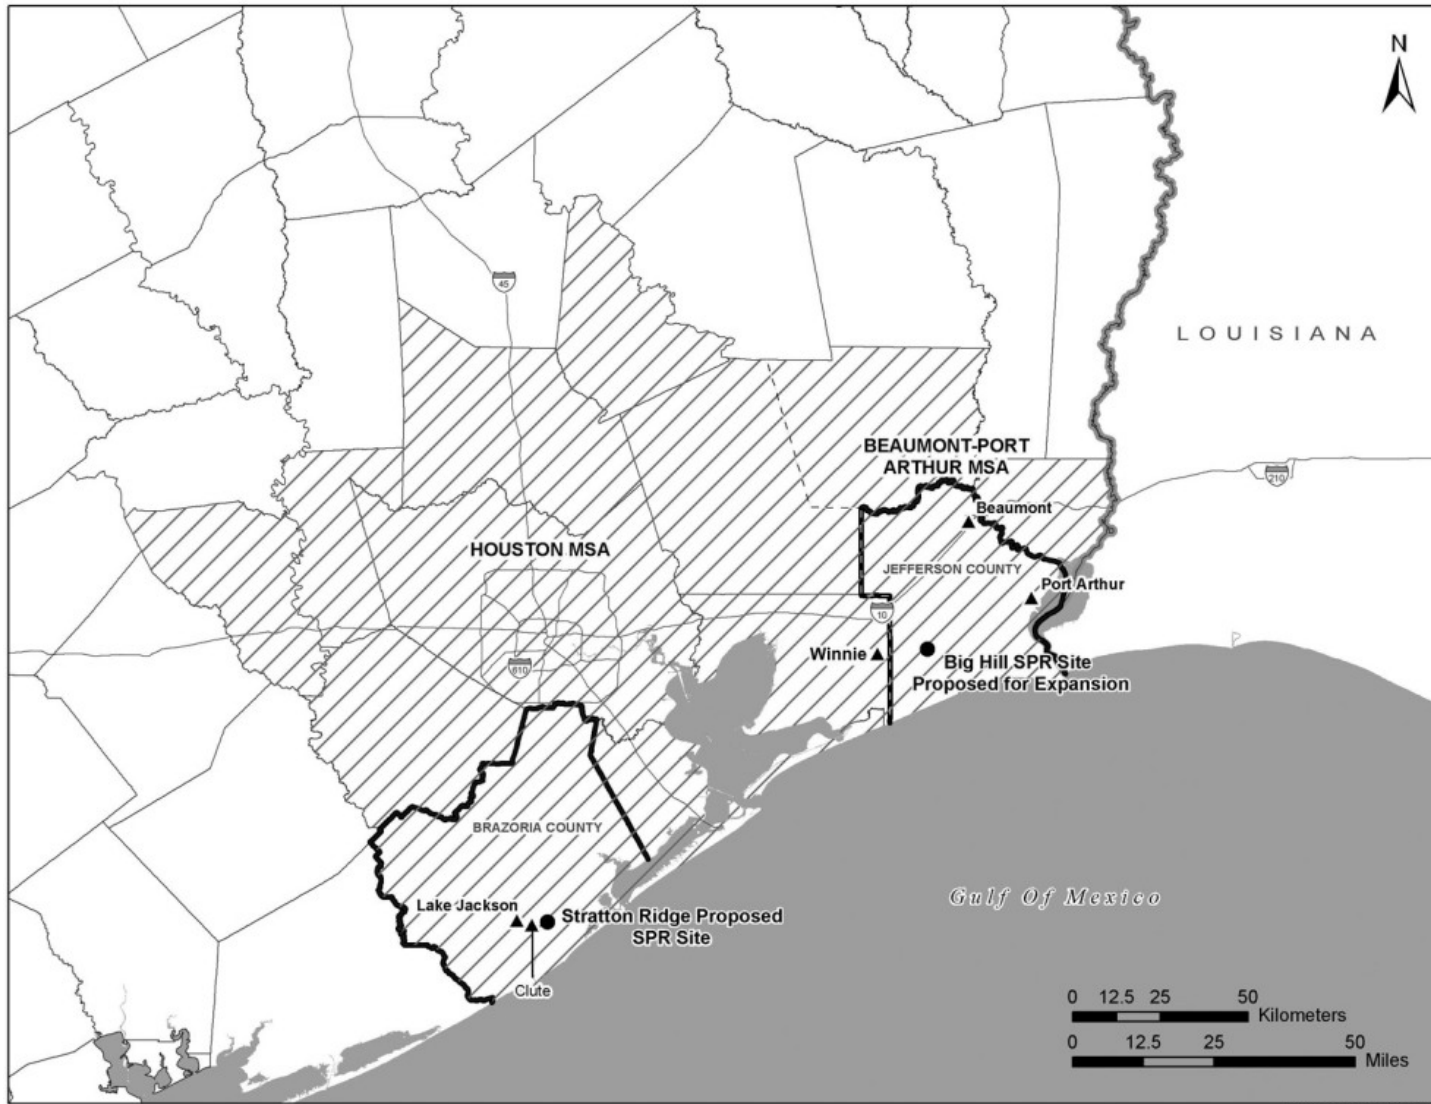 N
45
LOUISIANA
BEAUMONT-PORT
ARTHUR MSA
210
Beaumont
HOUSTON MSA
JEFFERSON COUNTY
Port Arthur
10
Winnie
610
Big Hill SPR Site
Proposed for Expansion
BRAZORIA COUNTY
Gulf Of Mexico
Lake Jackson
Stratton Ridge Proposed
SPR Site
Clute
0 12.5 25 50
Kilometers
0 12.5 25 50
Miles